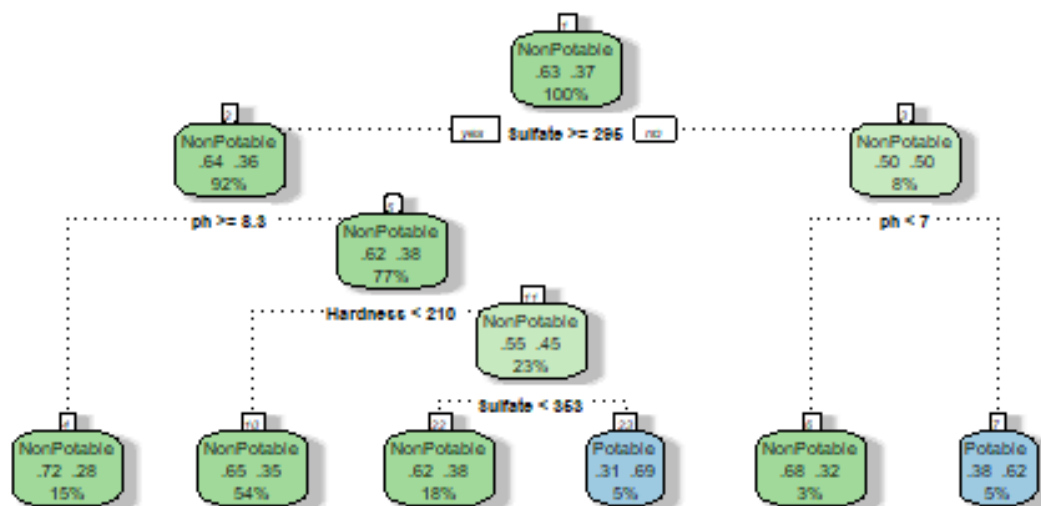 1
NonPotable
.63 .37
100%
yes Sulfate >= 295 no
2
NonPotable
.64 .36
92%
3
NonPotable
.50 .50
8%
ph >= 8.3
ph < 7
5
NonPotable
.62 .38
77%
Hardness < 210
11
NonPotable
.55 .45
23%
Sulfate < 353
4
NonPotable
.72 .28
15%
10
NonPotable
.65 .35
54%
22
NonPotable
.62 .38
18%
23
Potable
.31 .69
5%
6
NonPotable
.68 .32
3%
7
Potable
.38 .62
5%